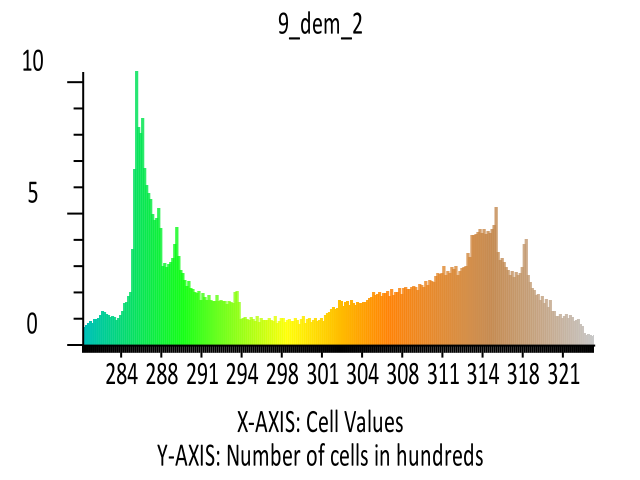 9_dem_2
10
5
0
284 288 291 294 298 301 304 308 311 314 318 321
X-AXIS: Cell Values
Y-AXIS: Number of cells in hundreds